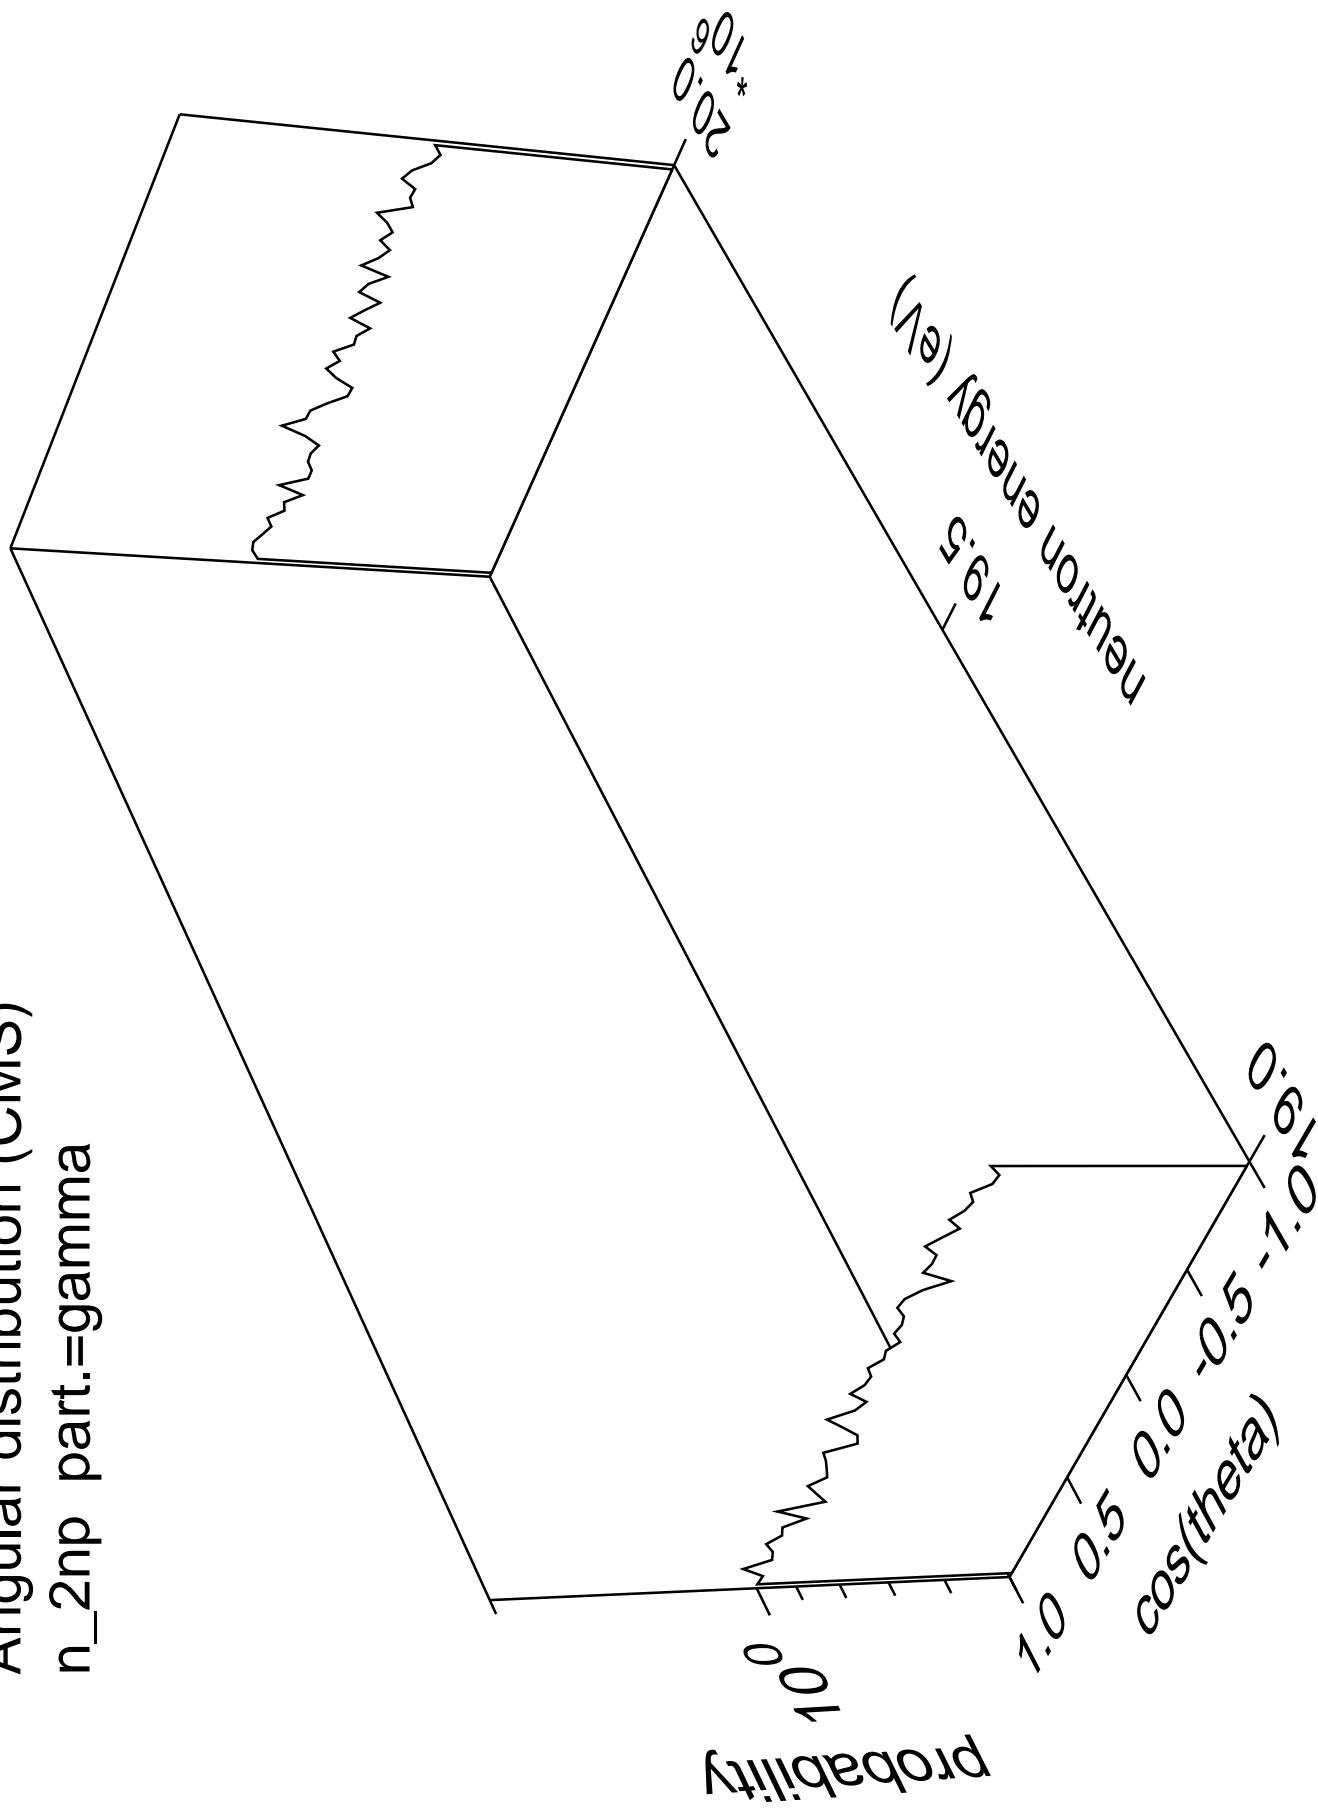 Angular distribution (CMS)
n_2np part.=gamma
probability
10^0
1.0
0.5
0.0
-0.5
-1.0
cos(theta)
19.0
19.5
20.0
*10^6
neutron energy (eV)